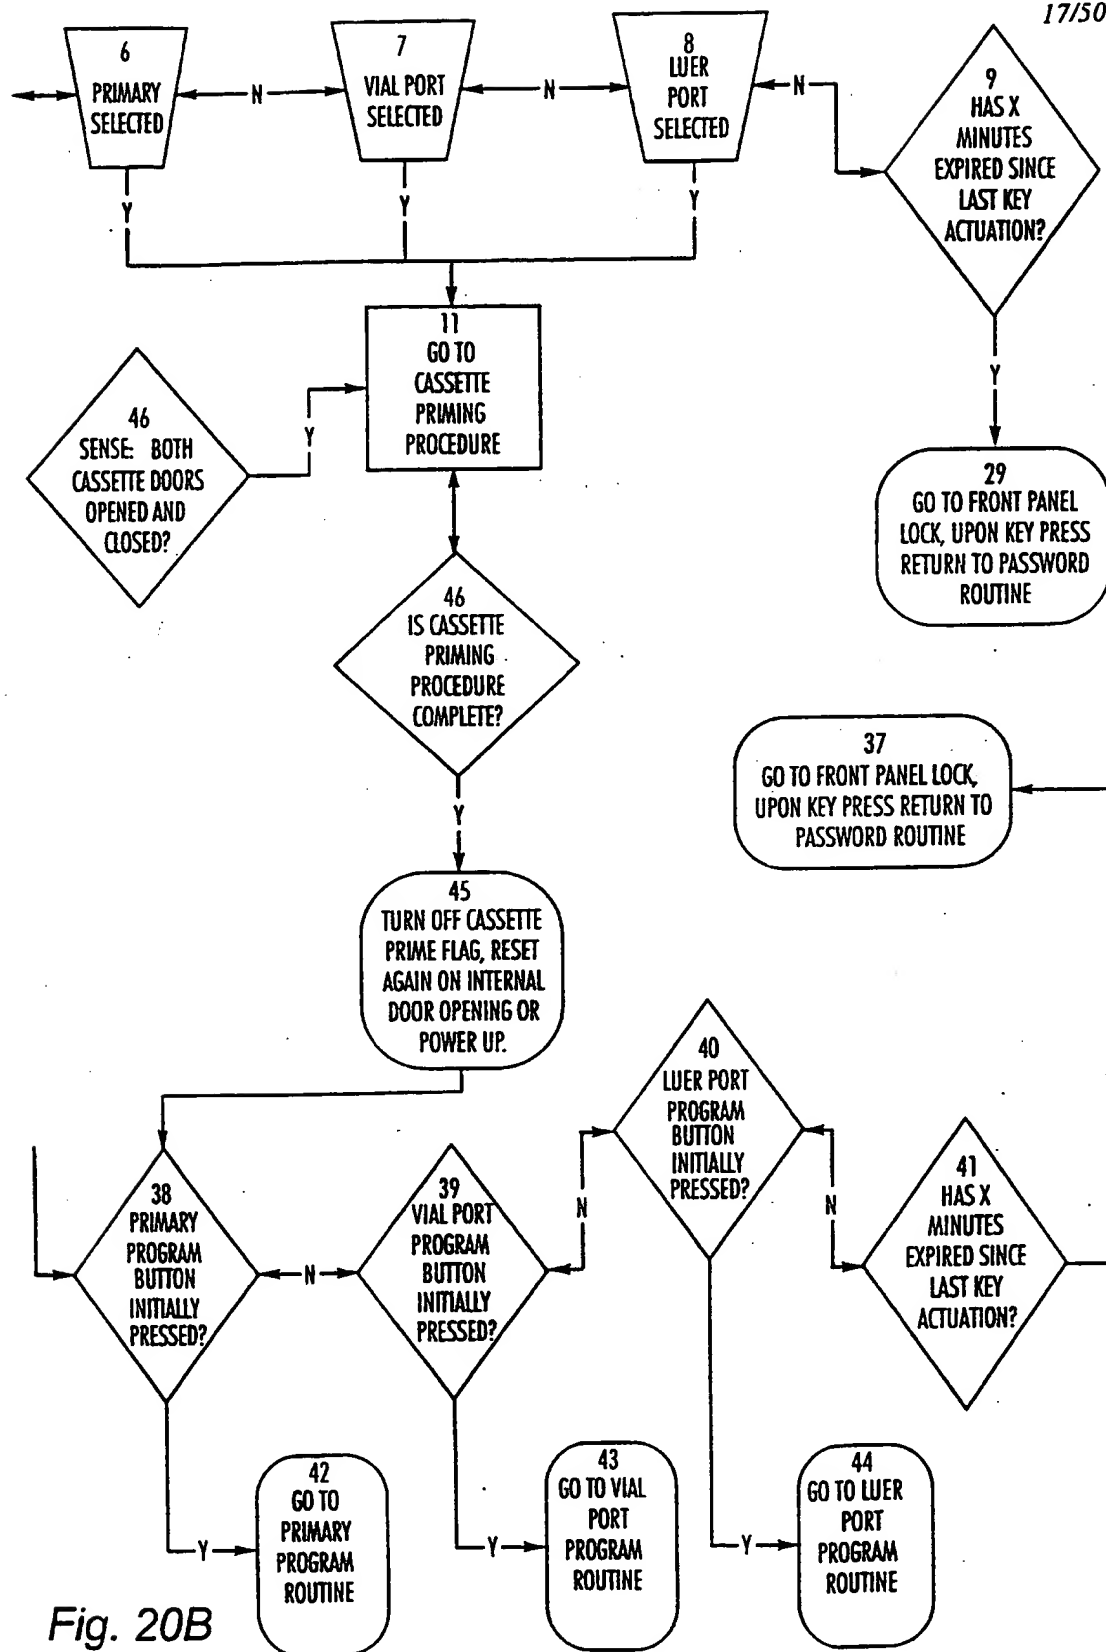 17/50
6
PRIMARY
SELECTED
N
7
VIAL PORT
SELECTED
N
8
LUER
PORT
SELECTED
N
9
HAS X
MINUTES
EXPIRED SINCE
LAST KEY
ACTUATION?
Y
Y
Y
Y
11
GO TO
CASSETTE
PRIMING
PROCEDURE
46
SENSE: BOTH
CASSETTE DOORS
OPENED AND
CLOSED?
Y
29
GO TO FRONT PANEL
LOCK, UPON KEY PRESS
RETURN TO PASSWORD
ROUTINE
46
IS CASSETTE
PRIMING
PROCEDURE
COMPLETE?
Y
37
GO TO FRONT PANEL LOCK,
UPON KEY PRESS RETURN TO
PASSWORD ROUTINE
45
TURN OFF CASSETTE
PRIME FLAG, RESET
AGAIN ON INTERNAL
DOOR OPENING OR
POWER UP.
38
PRIMARY
PROGRAM
BUTTON
INITIALLY
PRESSED?
N
39
VIAL PORT
PROGRAM
BUTTON
INITIALLY
PRESSED?
N
40
LUER PORT
PROGRAM
BUTTON
INITIALLY
PRESSED?
N
41
HAS X
MINUTES
EXPIRED SINCE
LAST KEY
ACTUATION?
Y
42
GO TO
PRIMARY
PROGRAM
ROUTINE
Y
43
GO TO VIAL
PORT
PROGRAM
ROUTINE
Y
44
GO TO LUER
PORT
PROGRAM
ROUTINE
Fig. 20B